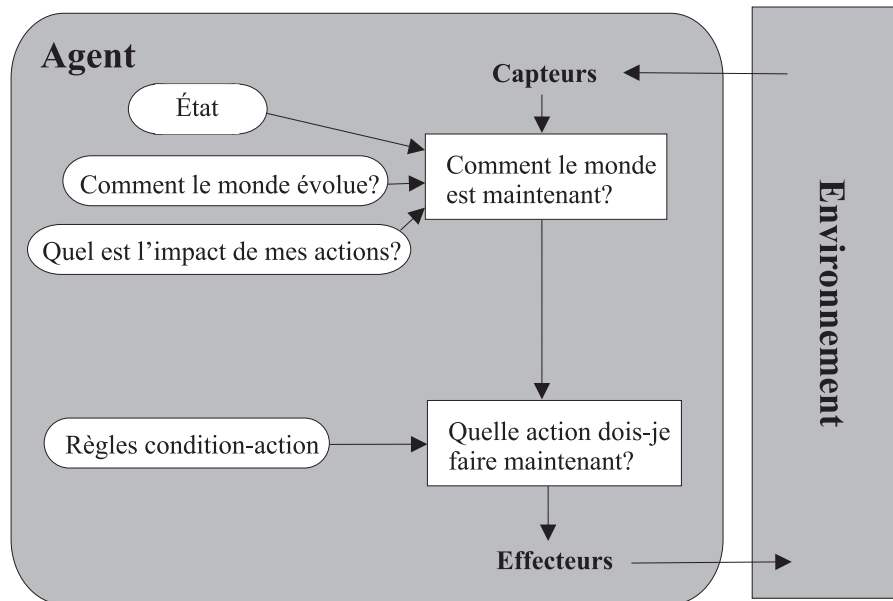 Agent
Capteurs
État
Comment le monde
est maintenant?
Comment le monde évolue?
Quel est l’impact de mes actions?
Environnement
Règles condition-action
Quelle action dois-je
faire maintenant?
Effecteurs